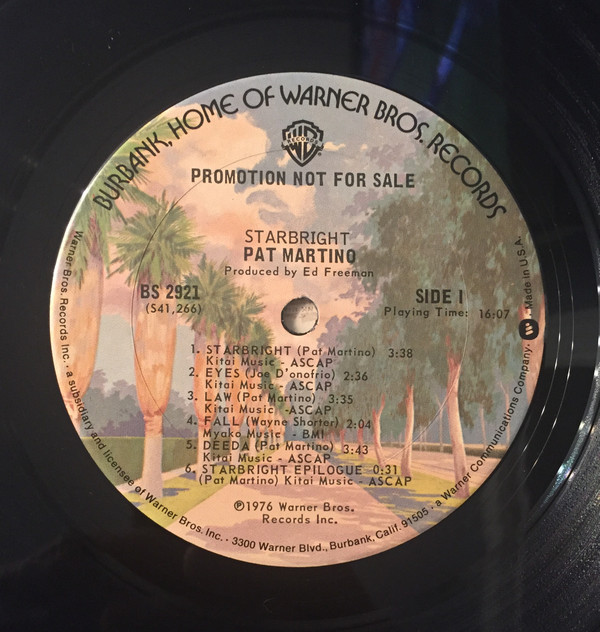 BURBANK, HOME OF WARNER BROS. RECORDS
RECORDS
PROMOTION NOT FOR SALE
STARBRIGHT
PAT MARTINO
Produced by Ed Freeman
BS 2921
(S41,266)
SIDE 1
Playing Time: 16:07
1. STARBRIGHT (Pat Martino) 3:38
Kitai Music - ASCAP
2. EYES (Joe D'onofrio) 2:36
Kitai Music - ASCAP
3. LAW (Pat Martino) 3:35
Kitai Music - ASCAP
4. FALL (Wayne Shorter) 2:04
Myako Music - BMI
5. DEEDA (Pat Martino) 3:43
Kitai Music - ASCAP
6. STARBRIGHT EPILOGUE 0:31
(Pat Martino) Kitai Music - ASCAP
℗1976 Warner Bros.
Records Inc.
Warner Bros. Records Inc. · a subsidiary and licensee of Warner Bros. Inc. · 3300 Warner Blvd., Burbank, Calif. 91505 · a Warner Communications Company · Made in U.S.A.